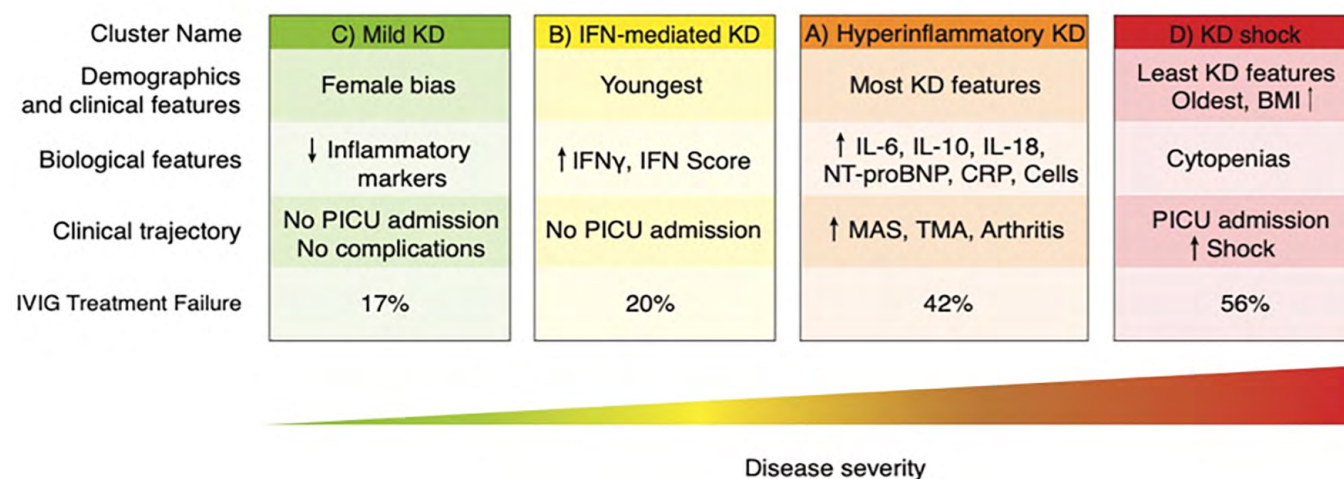 Cluster Name
C) Mild KD
B) IFN-mediated KD
A) Hyperinflammatory KD
D) KD shock
Demographics
and clinical features
Female bias
Youngest
Most KD features
Least KD features
Oldest, BMI ↑
Biological features
↓ Inflammatory
markers
↑ IFNγ, IFN Score
↑ IL-6, IL-10, IL-18,
NT-proBNP, CRP, Cells
Cytopenias
Clinical trajectory
No PICU admission
No complications
No PICU admission
↑ MAS, TMA, Arthritis
PICU admission
↑ Shock
IVIG Treatment Failure
17%
20%
42%
56%
Disease severity